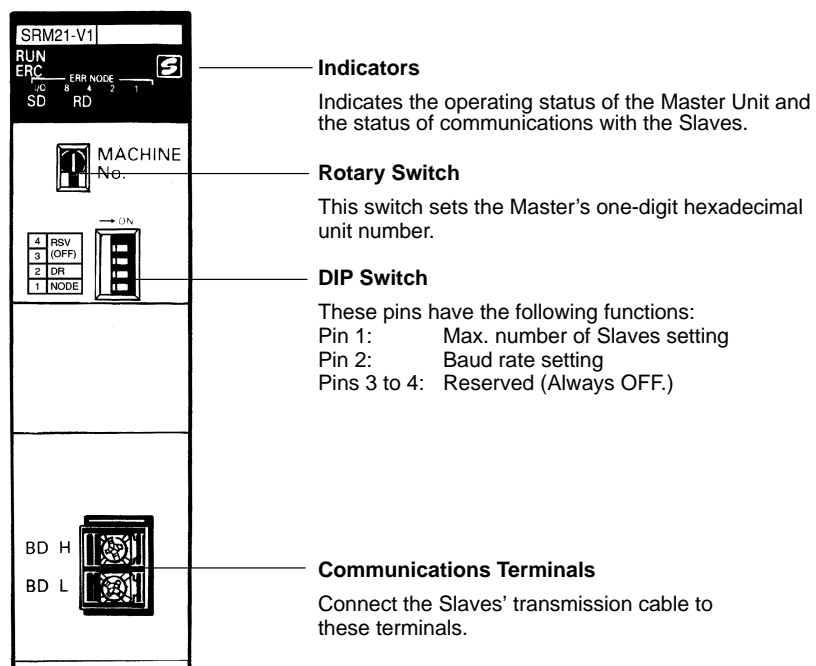 SRM21-V1
RUN
ERC
ERR NODE
I/O 8 4 2 1
SD RD
MACHINE
No.
→ ON
4 RSV
3 (OFF)
2 DR
1 NODE
BD H
BD L
Indicators
Indicates the operating status of the Master Unit and
the status of communications with the Slaves.
Rotary Switch
This switch sets the Master’s one-digit hexadecimal
unit number.
DIP Switch
These pins have the following functions:
Pin 1: Max. number of Slaves setting
Pin 2: Baud rate setting
Pins 3 to 4: Reserved (Always OFF.)
Communications Terminals
Connect the Slaves’ transmission cable to
these terminals.